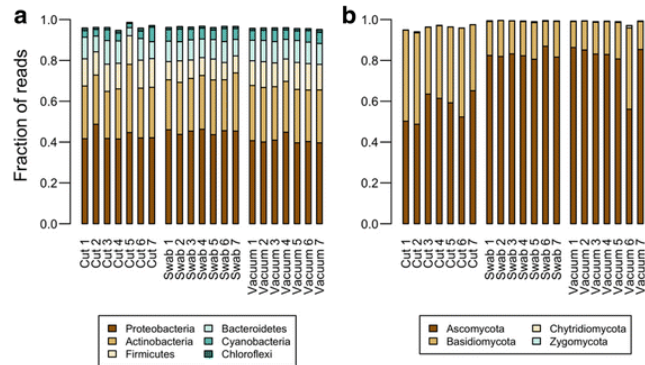 a
b
Fraction of reads
1.0
0.8
0.6
0.4
0.2
0.0
Cut 1
Cut 2
Cut 3
Cut 4
Cut 5
Cut 6
Cut 7
Swab 1
Swab 2
Swab 3
Swab 4
Swab 5
Swab 6
Swab 7
Vacuum 1
Vacuum 2
Vacuum 3
Vacuum 4
Vacuum 5
Vacuum 6
Vacuum 7
Proteobacteria
Actinobacteria
Firmicutes
Bacteroidetes
Cyanobacteria
Chloroflexi
1.0
0.8
0.6
0.4
0.2
0.0
Cut 1
Cut 2
Cut 3
Cut 4
Cut 5
Cut 6
Cut 7
Swab 1
Swab 2
Swab 3
Swab 4
Swab 5
Swab 6
Swab 7
Vacuum 1
Vacuum 2
Vacuum 3
Vacuum 4
Vacuum 5
Vacuum 6
Vacuum 7
Ascomycota
Basidiomycota
Chytridiomycota
Zygomycota